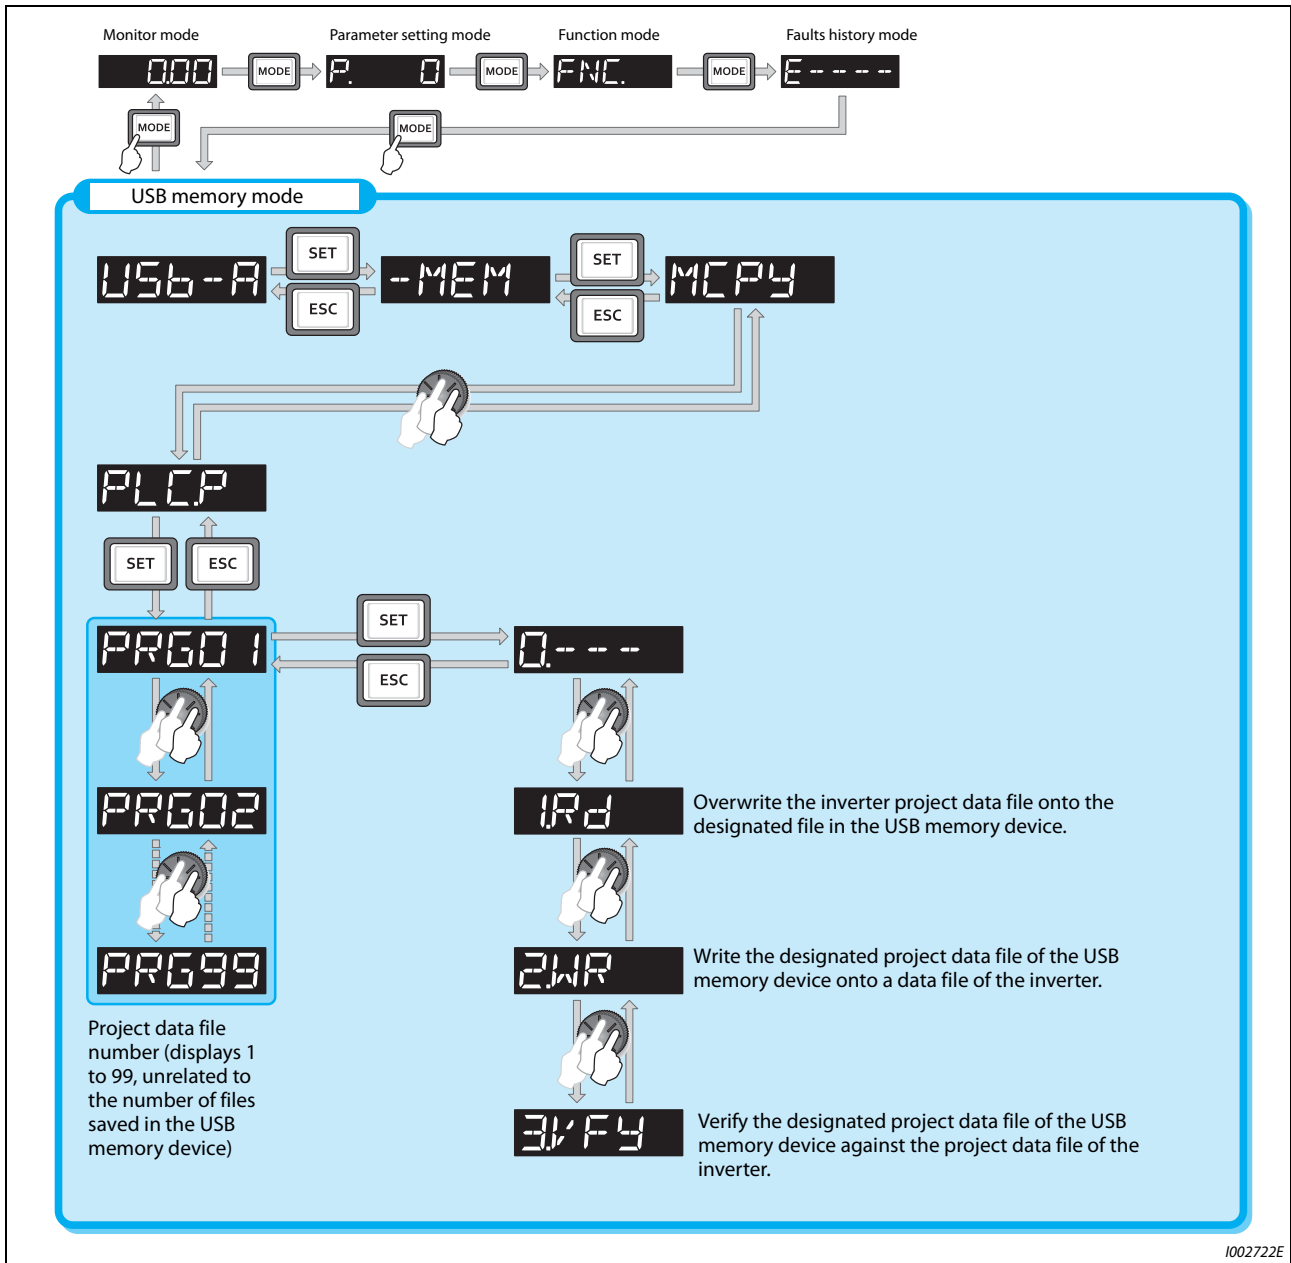 Monitor mode
Parameter setting mode
Function mode
Faults history mode
0.00
MODE
P. 0
MODE
FNC.
MODE
E-----
MODE
MODE
USB memory mode
USb-A
SET
ESC
-MEM
SET
ESC
MCPY
PLC.P
SET
ESC
PRG01
SET
ESC
0.---
PRG02
1.Rd
Overwrite the inverter project data file onto the
designated file in the USB memory device.
PRG99
2.WR
Write the designated project data file of the USB
memory device onto a data file of the inverter.
Project data file
number (displays 1
to 99, unrelated to
the number of files
saved in the USB
memory device)
3.VFY
Verify the designated project data file of the USB
memory device against the project data file of the
inverter.
I002722E